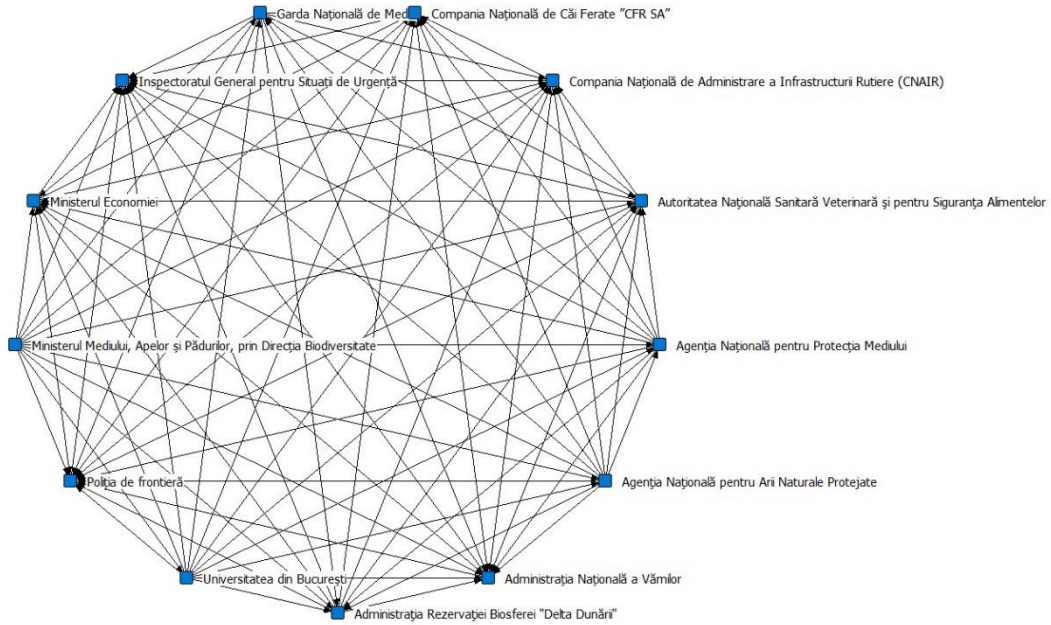 Garda Națională de Med
Compania Națională de Căi Ferate ”CFR SA”
Inspectoratul General pentru Situații de Urgență
Compania Națională de Administrare a Infrastructurii Rutiere (CNAIR)
Ministerul Economiei
Autoritatea Națională Sanitară Veterinară și pentru Siguranța Alimentelor
Ministerul Mediului, Apelor și Pădurilor, prin Direcția Biodiversitate
Agenția Națională pentru Protecția Mediului
Poliția de frontieră
Agenția Națională pentru Arii Naturale Protejate
Universitatea din București
Administrația Națională a Vămilor
Administrația Rezervației Biosferei "Delta Dunării"